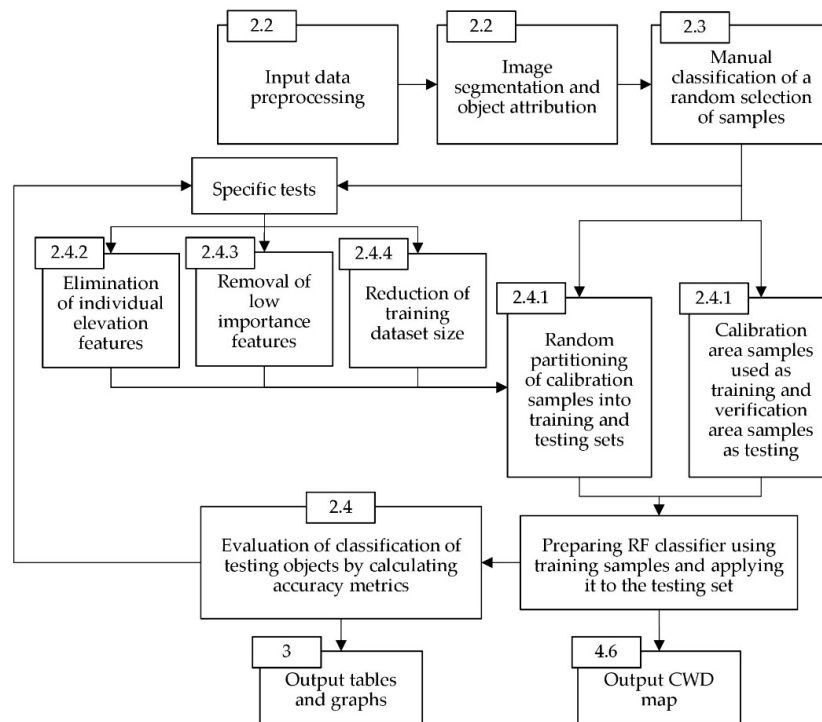 2.2
Input data
preprocessing
2.2
Image
segmentation and
object attribution
2.3
Manual
classification of a
random selection
of samples
Specific tests
2.4.2
Elimination
of individual
elevation
features
2.4.3
Removal of
low
importance
features
2.4.4
Reduction of
training
dataset size
2.4.1
Random
partitioning
of calibration
samples into
training and
testing sets
2.4.1
Calibration
area samples
used as
training and
verification
area samples
as testing
2.4
Evaluation of classification of
testing objects by calculating
accuracy metrics
Preparing RF classifier using
training samples and applying
it to the testing set
3
Output tables
and graphs
4.6
Output CWD
map